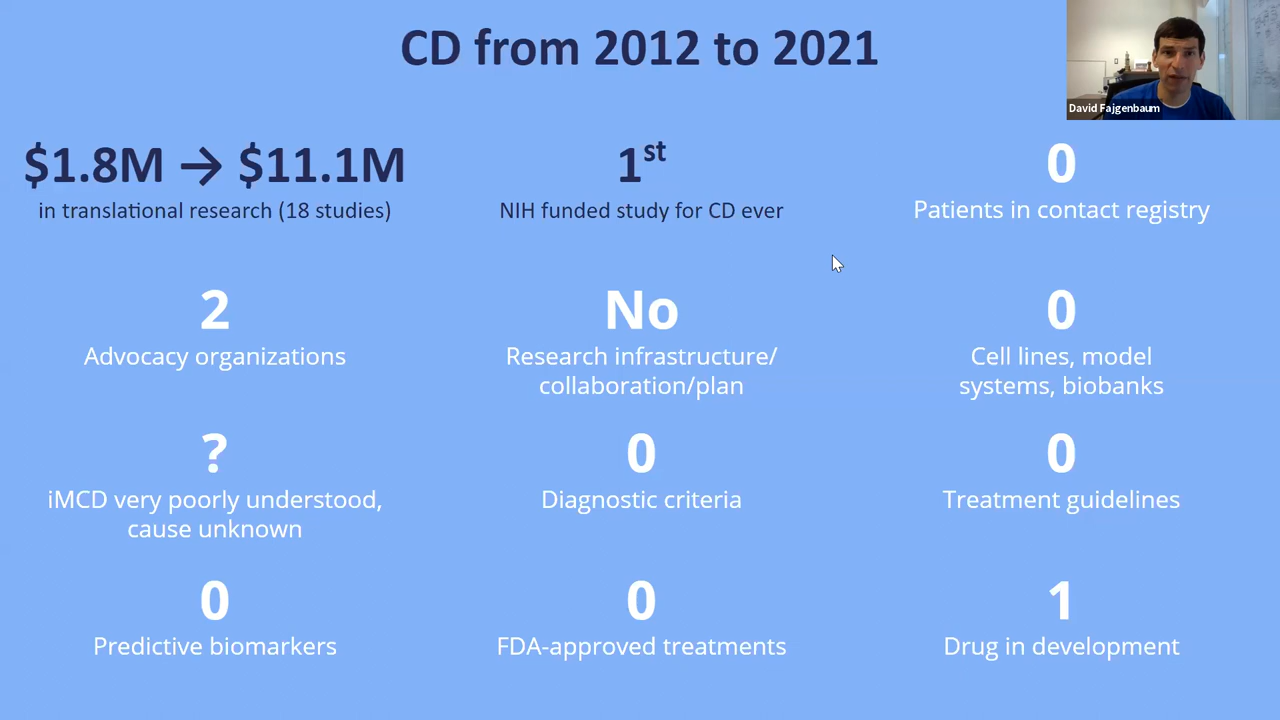 CD from 2012 to 2021
David Fajgenbaum
$1.8M → $11.1M
in translational research (18 studies)
1st
NIH funded study for CD ever
0
Patients in contact registry
2
Advocacy organizations
No
Research infrastructure/
collaboration/plan
0
Cell lines, model
systems, biobanks
?
iMCD very poorly understood,
cause unknown
0
Diagnostic criteria
0
Treatment guidelines
0
Predictive biomarkers
0
FDA-approved treatments
1
Drug in development